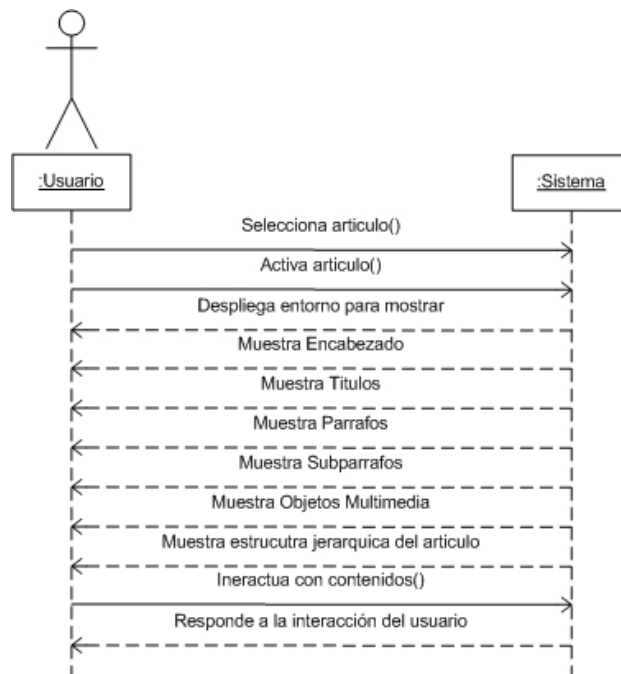 :Usuario
:Sistema
Selecciona articulo()
Activa articulo()
Despliega entorno para mostrar
Muestra Encabezado
Muestra Titulos
Muestra Parrafos
Muestra Subparrafos
Muestra Objetos Multimedia
Muestra estrucutra jerarquica del articulo
Ineractua con contenidos()
Responde a la interacción del usuario